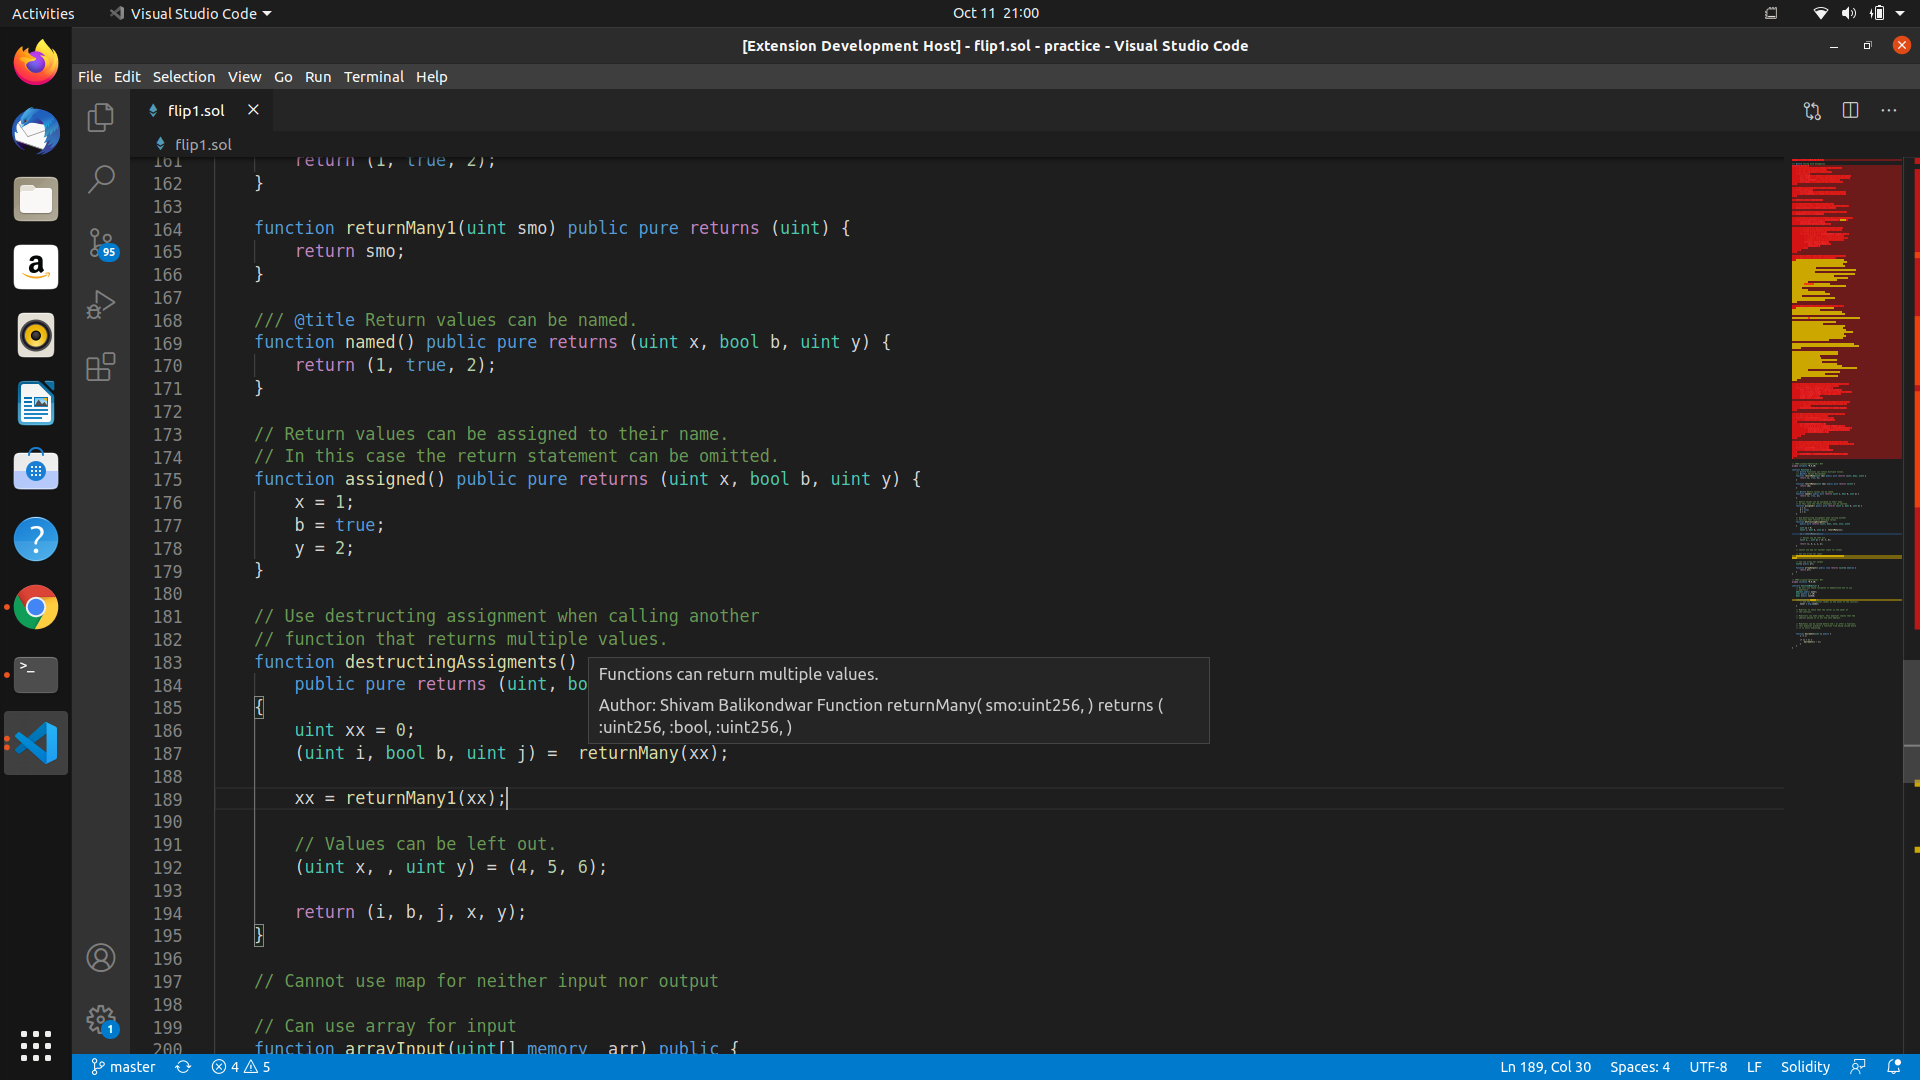 Activities
Visual Studio Code
Oct 11 21:00
[Extension Development Host] - flip1.sol - practice - Visual Studio Code
File Edit Selection View Go Run Terminal Help
flip1.sol
flip1.sol
161 return (1, true, 2);
162 }
163
164 function returnMany1(uint smo) public pure returns (uint) {
165 return smo;
166 }
167
168 /// @title Return values can be named.
169 function named() public pure returns (uint x, bool b, uint y) {
170 return (1, true, 2);
171 }
172
173 // Return values can be assigned to their name.
174 // In this case the return statement can be omitted.
175 function assigned() public pure returns (uint x, bool b, uint y) {
176 x = 1;
177 b = true;
178 y = 2;
179 }
180
181 // Use destructing assignment when calling another
182 // function that returns multiple values.
183 function destructingAssigments()
184 public pure returns (uint, bo
Functions can return multiple values.
Author: Shivam Balikondwar Function returnMany( smo:uint256, ) returns (
:uint256, :bool, :uint256, )
185 {
186 uint xx = 0;
187 (uint i, bool b, uint j) =  returnMany(xx);
188
189 xx = returnMany1(xx);
190
191 // Values can be left out.
192 (uint x, , uint y) = (4, 5, 6);
193
194 return (i, b, j, x, y);
195 }
196
197 // Cannot use map for neither input nor output
198
199 // Can use array for input
200 function arrayInput(uint[] memory _arr) public {
95
1
master
4
5
Ln 189, Col 30
Spaces: 4
UTF-8
LF
Solidity